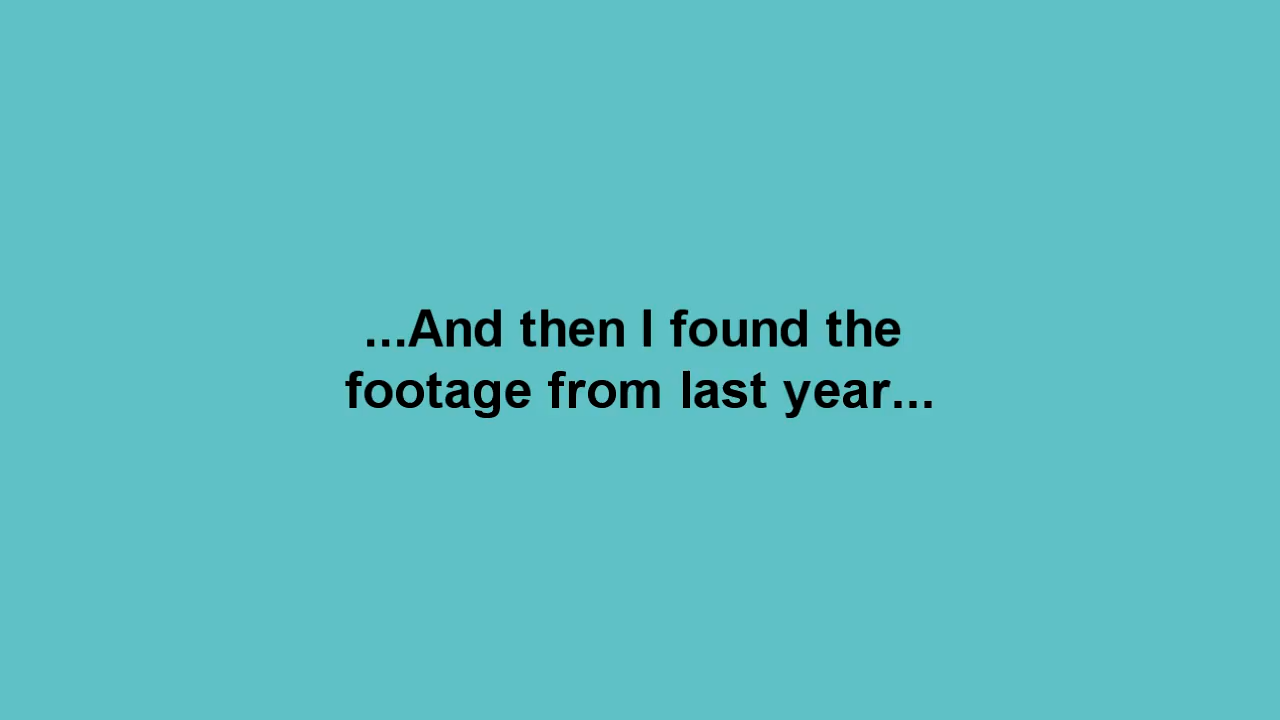 ...And then I found the
footage from last year...